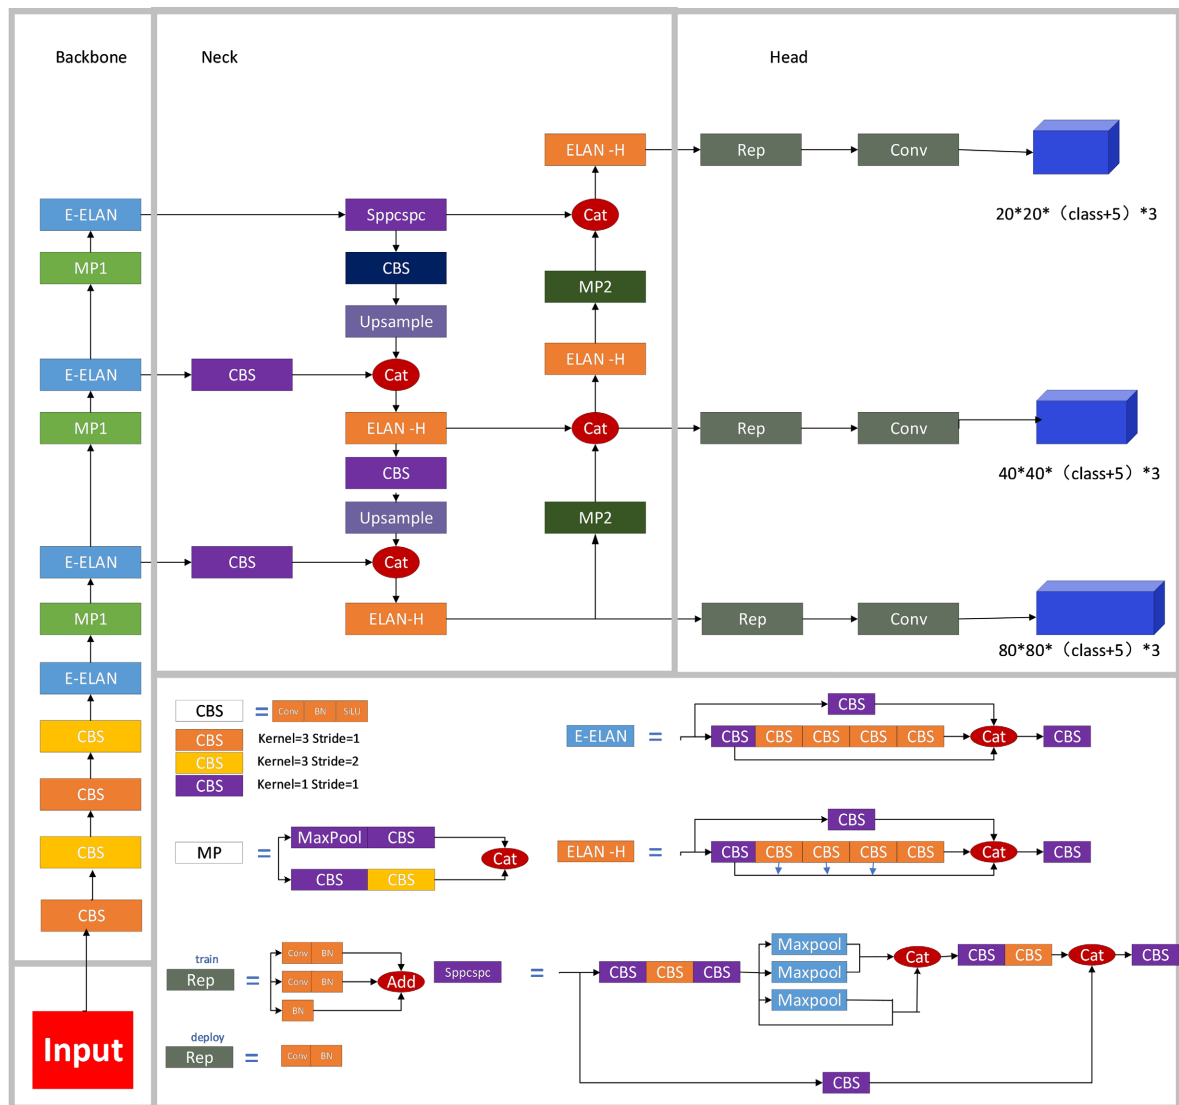 Backbone
Neck
Head
ELAN -H
Rep
Conv
E-ELAN
Sppcspc
Cat
20*20*（class+5）*3
MP1
CBS
MP2
Upsample
ELAN -H
E-ELAN
CBS
Cat
MP1
ELAN -H
Cat
Rep
Conv
CBS
40*40*（class+5）*3
Upsample
MP2
E-ELAN
CBS
Cat
MP1
ELAN-H
Rep
Conv
80*80*（class+5）*3
E-ELAN
CBS
CBS
CBS
CBS
Input
CBS = Conv BN SiLU
CBS Kernel=3 Stride=1
CBS Kernel=3 Stride=2
CBS Kernel=1 Stride=1
CBS
E-ELAN = CBS CBS CBS CBS CBS Cat CBS
MaxPool CBS
MP = Cat
CBS CBS
CBS
ELAN -H = CBS CBS CBS CBS CBS Cat CBS
train
Conv BN
Rep = Conv BN Add
BN
deploy
Rep = Conv BN
Sppcspc = CBS CBS CBS
Maxpool
Maxpool
Maxpool
Cat
CBS CBS
Cat
CBS
CBS